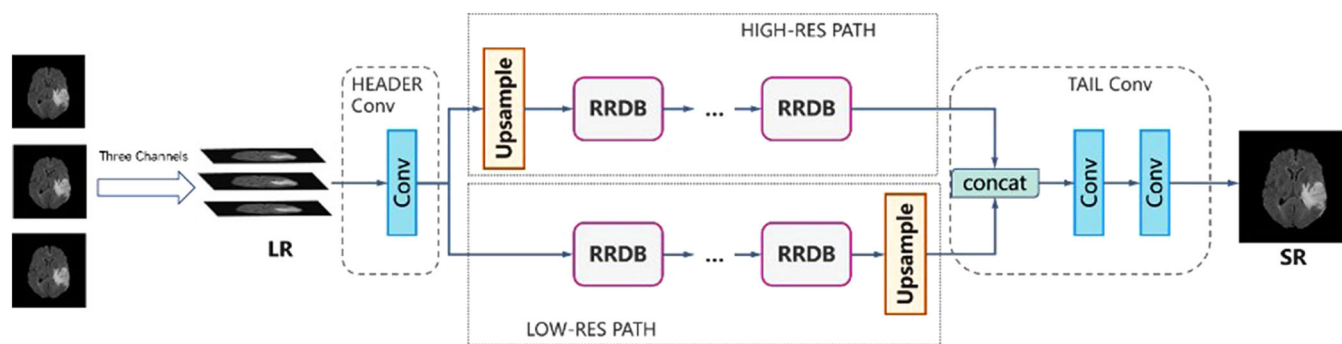 Three Channels
LR
HEADER
Conv
Conv
HIGH-RES PATH
Upsample
RRDB
...
RRDB
RRDB
...
RRDB
Upsample
LOW-RES PATH
TAIL Conv
concat
Conv
Conv
SR